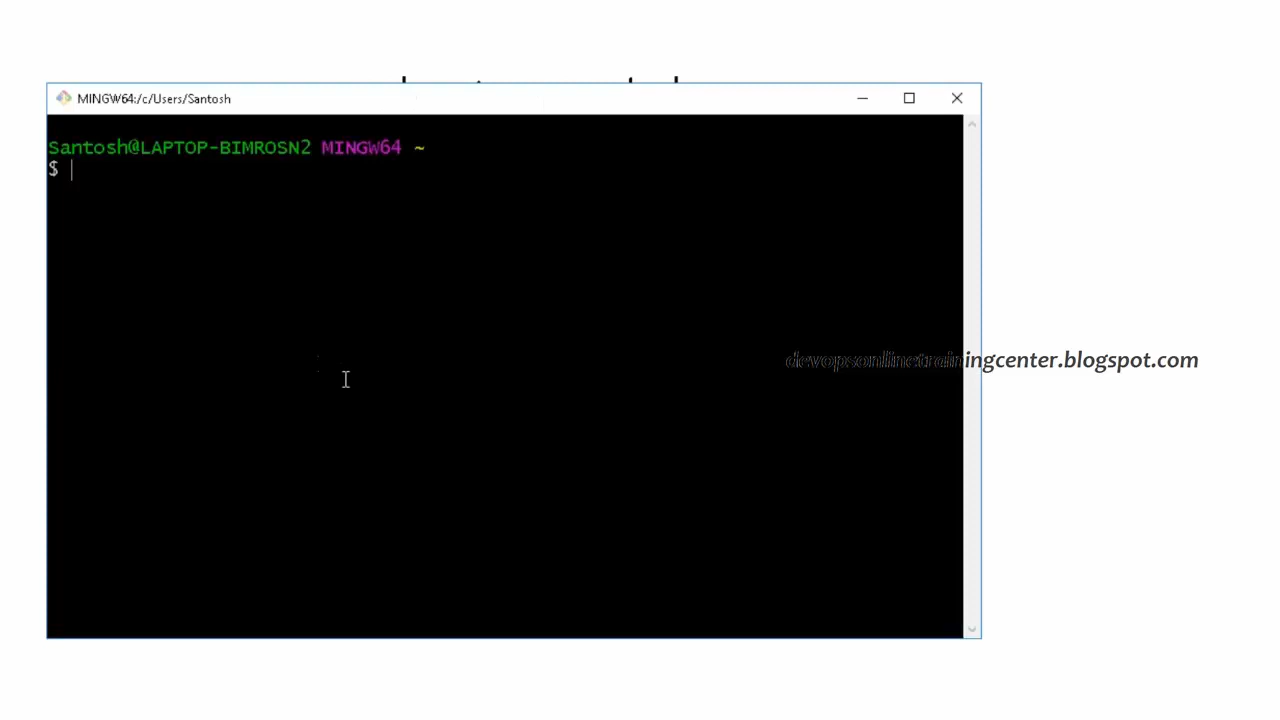 MINGW64:/c/Users/Santosh
Santosh@LAPTOP-BIMROSN2 MINGW64 ~
$
devopsonlinetrainingcenter.blogspot.com